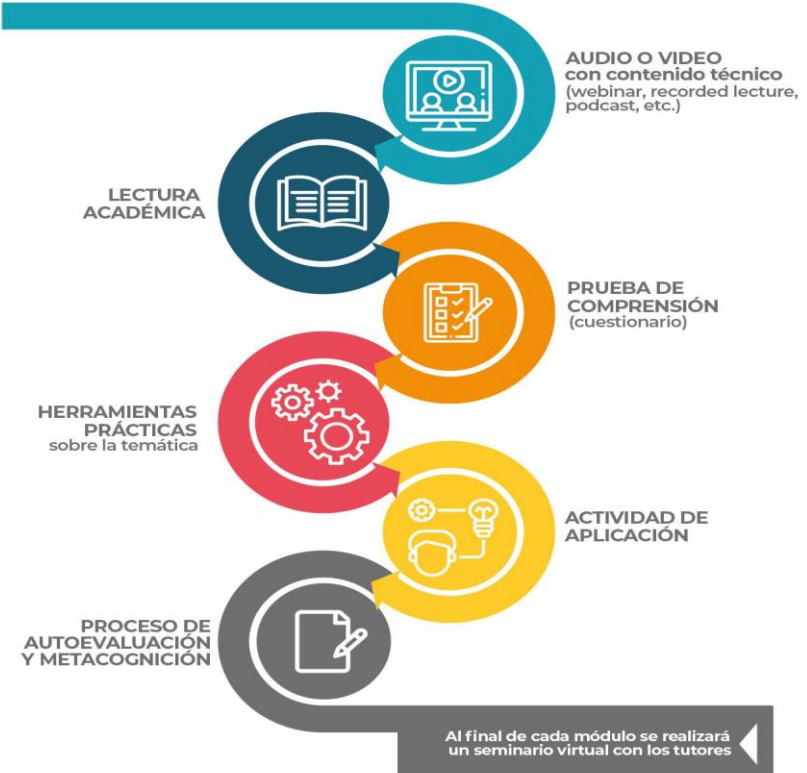 AUDIO O VIDEO
con contenido técnico
(webinar, recorded lecture,
podcast, etc.)
LECTURA
ACADÉMICA
PRUEBA DE
COMPRENSIÓN
(cuestionario)
HERRAMIENTAS
PRÁCTICAS
sobre la temática
ACTIVIDAD DE
APLICACIÓN
PROCESO DE
AUTOEVALUACIÓN
Y METACOGNICIÓN
Al final de cada módulo se realizará
un seminario virtual con los tutores